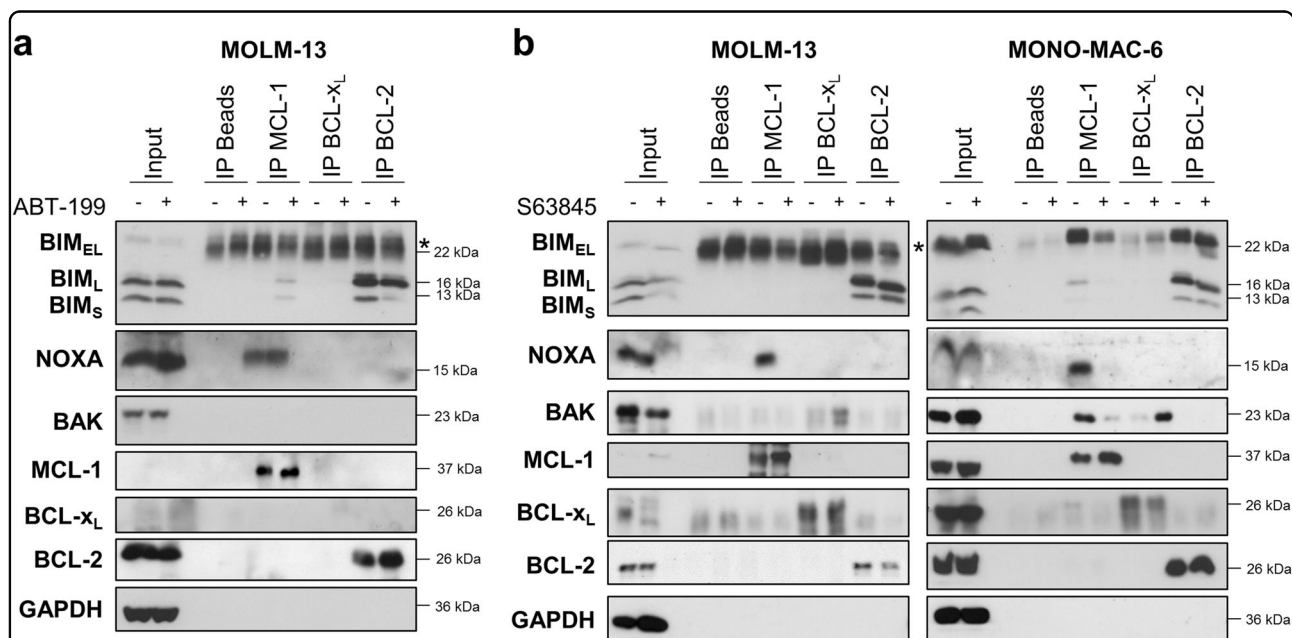 a
MOLM-13
Input
IP Beads
IP MCL-1
IP BCL-xL
IP BCL-2
ABT-199 - + - + - + - + - +
BIMEL
BIML
BIMS
*
22 kDa
16 kDa
13 kDa
NOXA
15 kDa
BAK
23 kDa
MCL-1
37 kDa
BCL-xL
26 kDa
BCL-2
26 kDa
GAPDH
36 kDa
b
MOLM-13
MONO-MAC-6
Input
IP Beads
IP MCL-1
IP BCL-xL
IP BCL-2
Input
IP Beads
IP MCL-1
IP BCL-xL
IP BCL-2
S63845 - + - + - + - + - + - + - + - + - + - +
BIMEL
BIML
BIMS
*
22 kDa
16 kDa
13 kDa
NOXA
15 kDa
BAK
23 kDa
MCL-1
37 kDa
BCL-xL
26 kDa
BCL-2
26 kDa
GAPDH
36 kDa